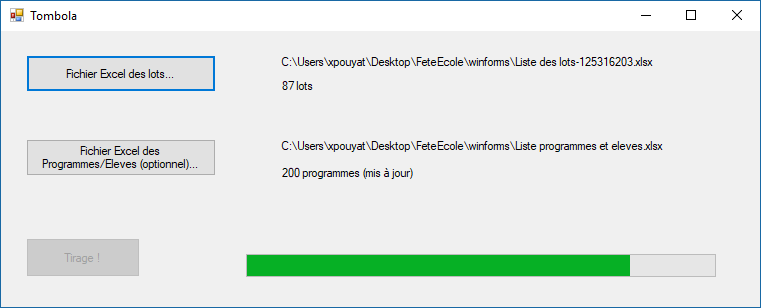 Tombola
Fichier Excel des lots...
C:\Users\xpouyat\Desktop\FeteEcole\winforms\Liste des lots-125316203.xlsx
87 lots
Fichier Excel des
Programmes/Eleves (optionnel)...
C:\Users\xpouyat\Desktop\FeteEcole\winforms\Liste programmes et eleves.xlsx
200 programmes (mis à jour)
Tirage !